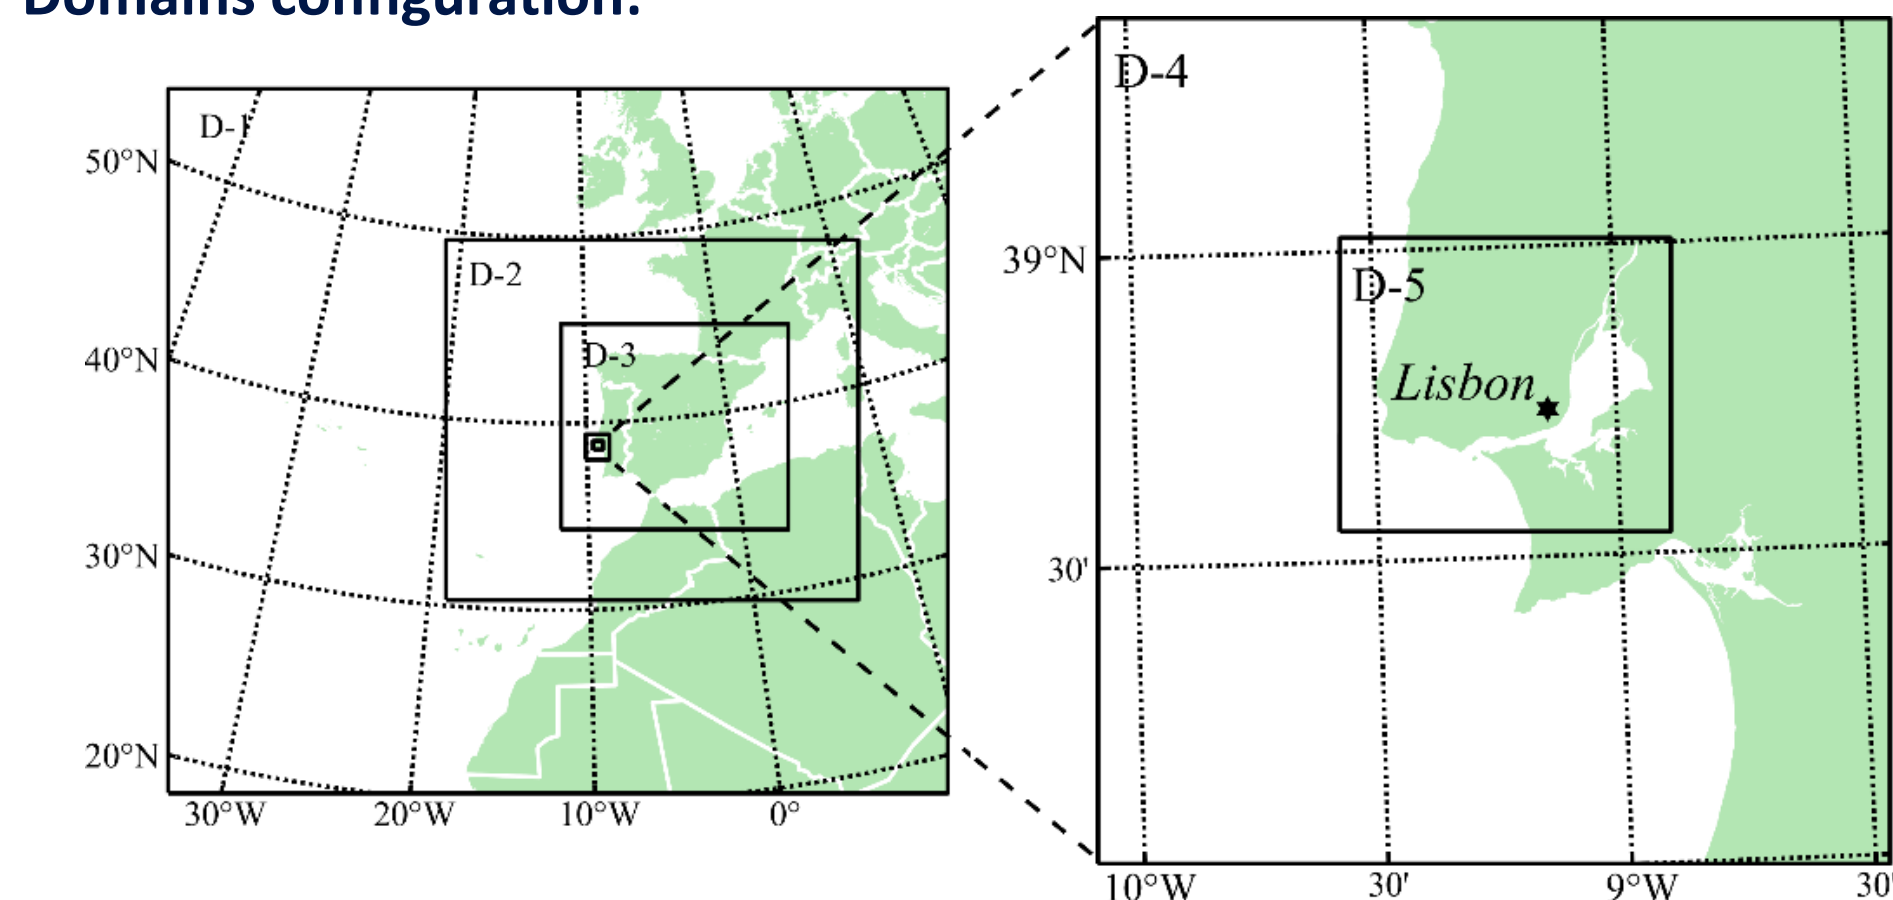 Domains configuration:
D-1
50°N
40°N
30°N
20°N
30°W
20°W
10°W
0°
D-2
D-3
D-4
39°N
30'
D-5
Lisbon
10°W
30'
9°W
30'